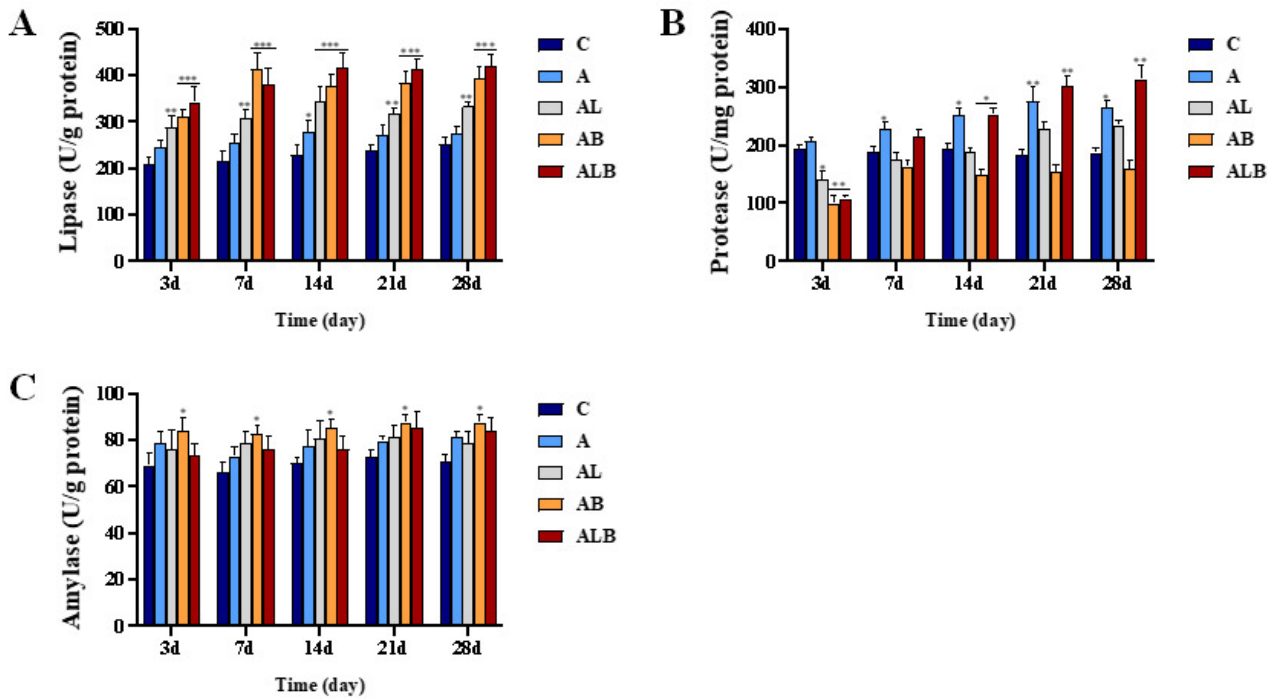 A
Lipase (U/g protein)
500
400
300
200
100
0
*** *** *** *** ***
** ** * ** **
3d 7d 14d 21d 28d
Time (day)
C
A
AL
AB
ALB
B
Protease (U/mg protein)
400
300
200
100
0
* ** * * * ** ** * **
3d 7d 14d 21d 28d
Time (day)
C
A
AL
AB
ALB
C
Amylase (U/g protein)
100
80
60
40
20
0
* * * * *
3d 7d 14d 21d 28d
Time (day)
C
A
AL
AB
ALB